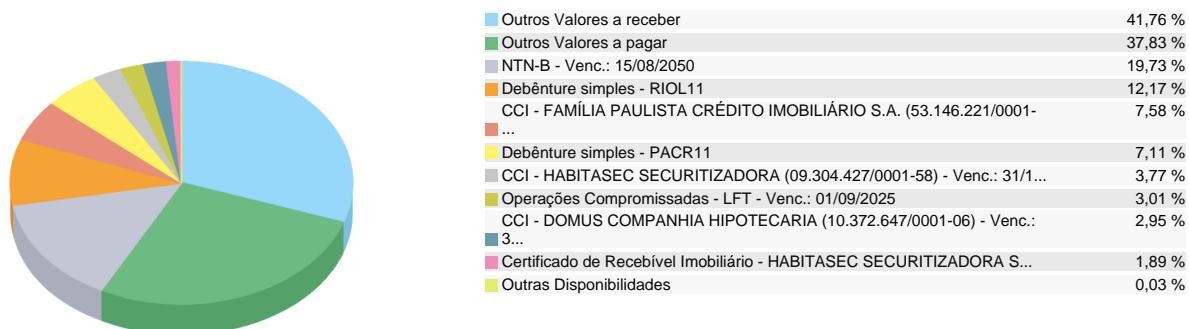 Outros Valores a receber 41,76 %
Outros Valores a pagar 37,83 %
NTN-B - Venc.: 15/08/2050 19,73 %
Debênture simples - RIOL11 12,17 %
CCI - FAMÍLIA PAULISTA CRÉDITO IMOBILIÁRIO S.A. (53.146.221/0001- 7,58 %
...
Debênture simples - PACR11 7,11 %
CCI - HABITASEC SECURITIZADORA (09.304.427/0001-58) - Venc.: 31/1... 3,77 %
Operações Compromissadas - LFT - Venc.: 01/09/2025 3,01 %
CCI - DOMUS COMPANHIA HIPOTECARIA (10.372.647/0001-06) - Venc.: 2,95 %
3...
Certificado de Recebível Imobiliário - HABITASEC SECURITIZADORA S... 1,89 %
Outras Disponibilidades 0,03 %